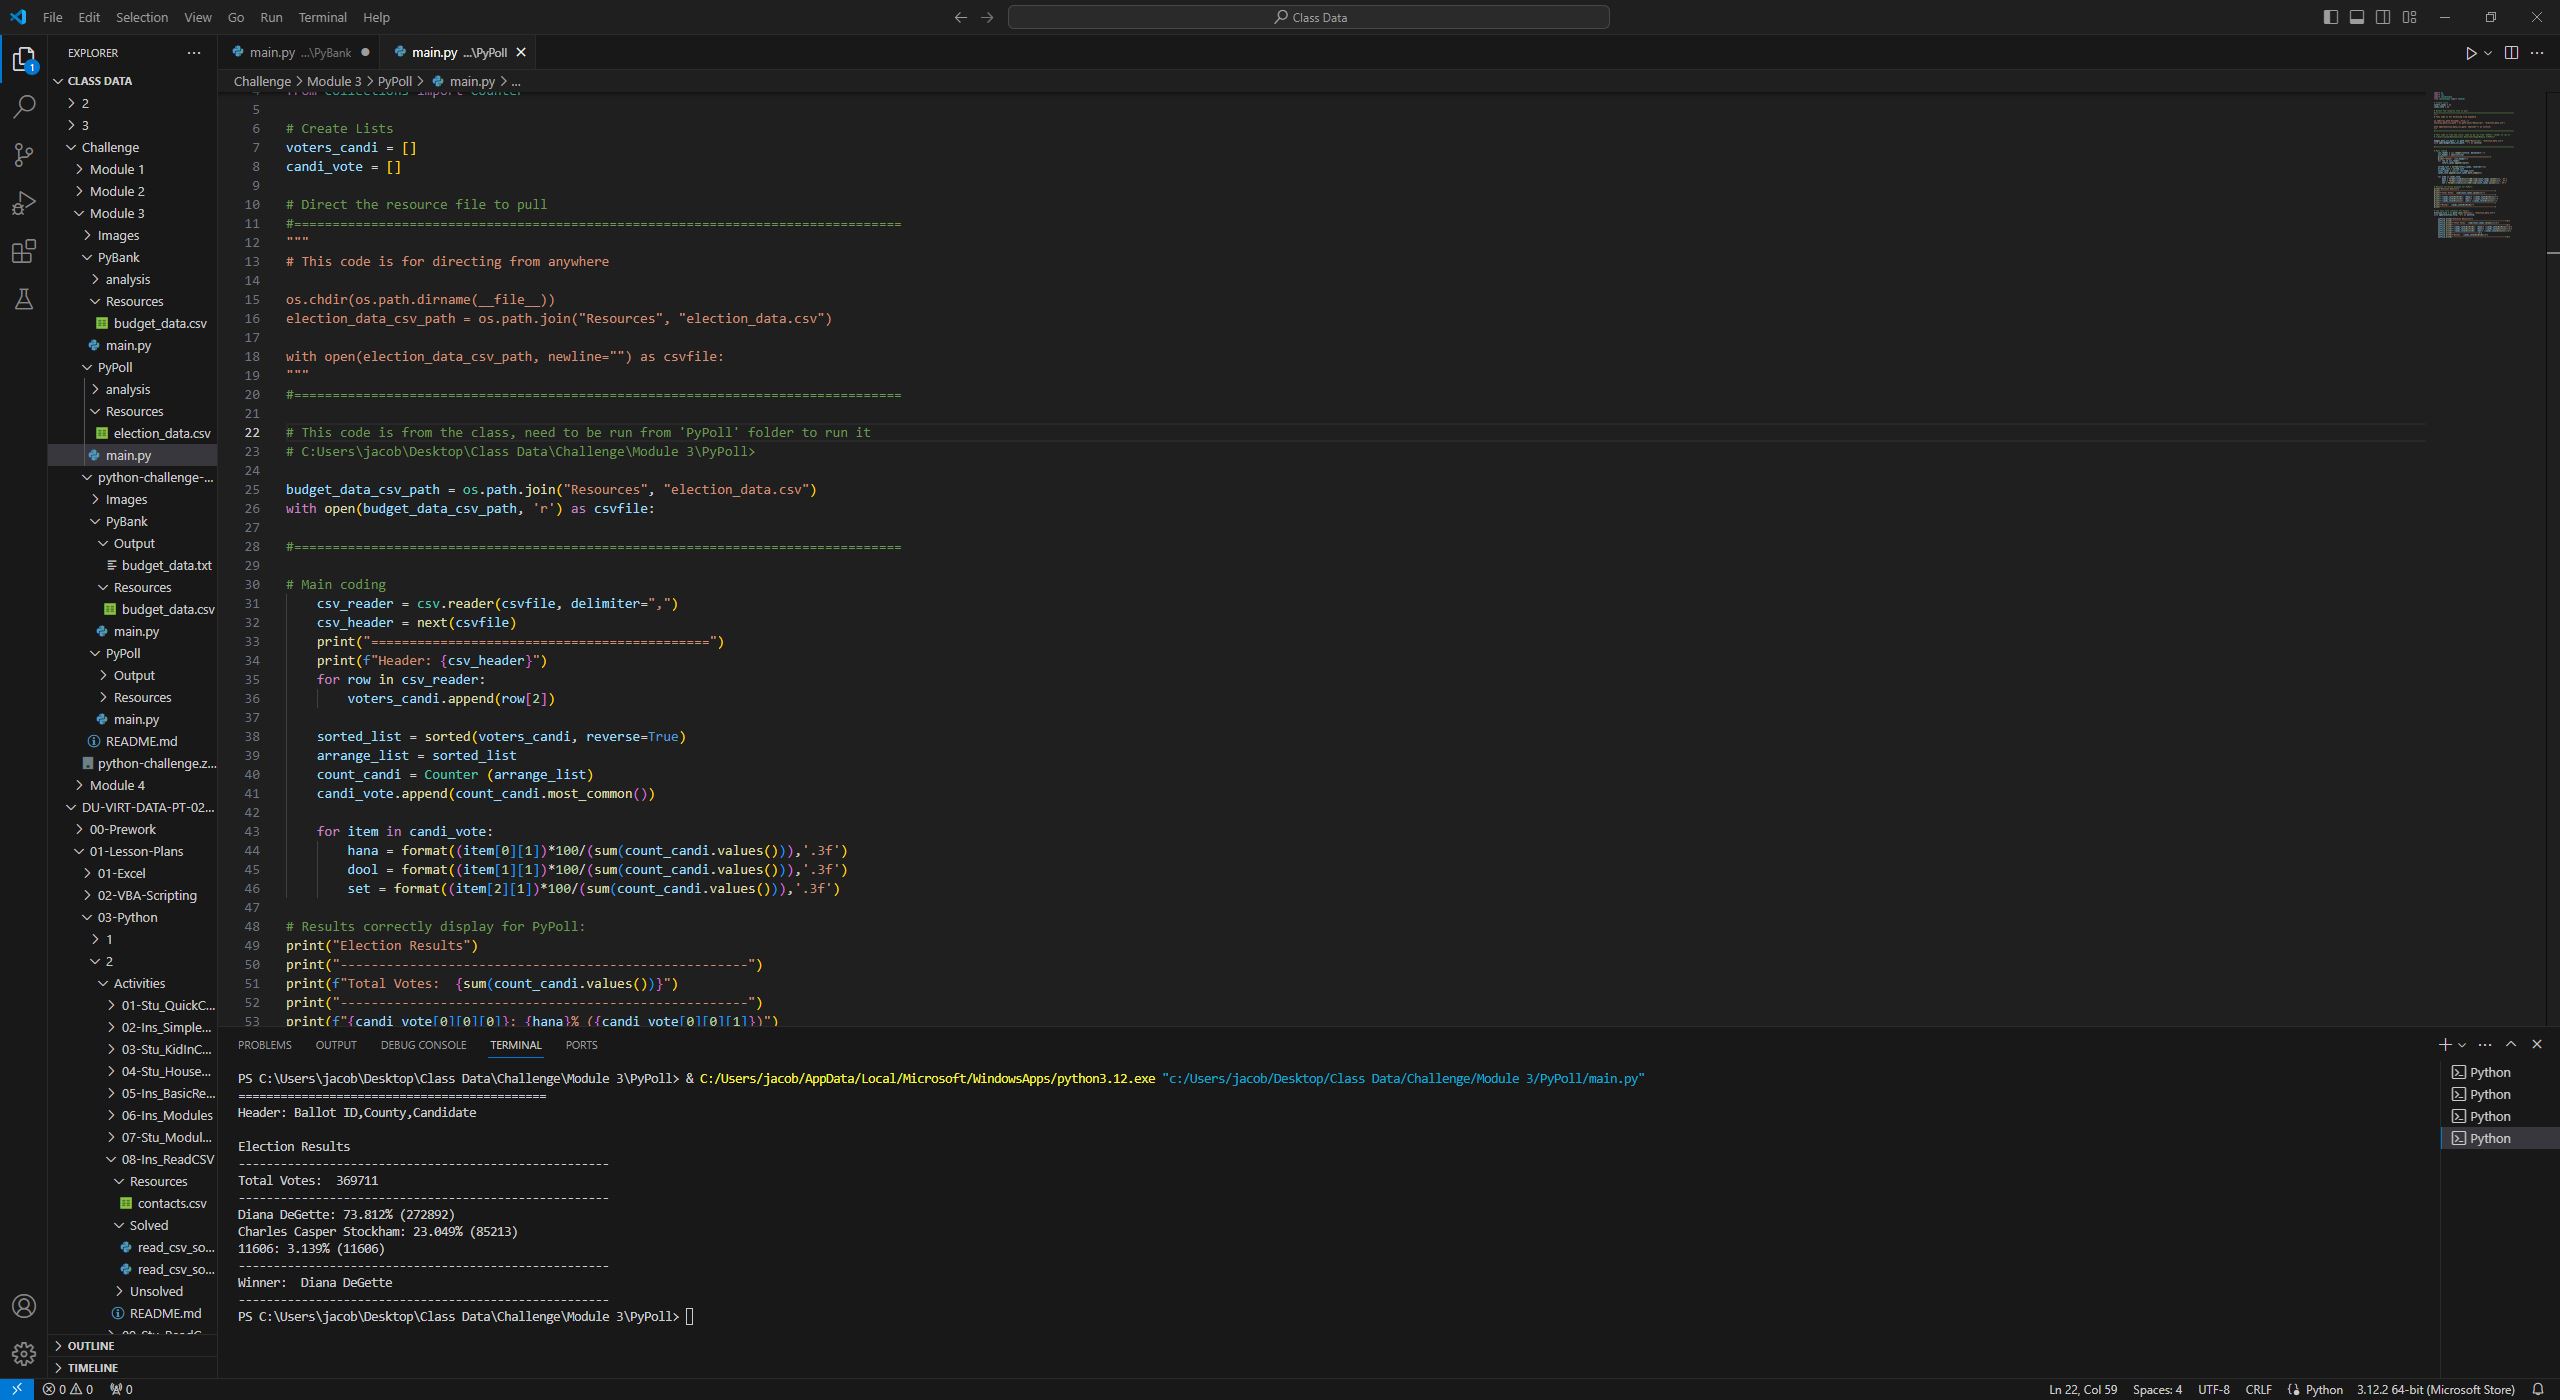 File Edit Selection View Go Run Terminal Help
Class Data
EXPLORER
CLASS DATA
2
3
Challenge
Module 1
Module 2
Module 3
Images
PyBank
analysis
Resources
budget_data.csv
main.py
PyPoll
analysis
Resources
election_data.csv
main.py
python-challenge-...
Images
PyBank
Output
budget_data.txt
Resources
budget_data.csv
main.py
PyPoll
Output
Resources
main.py
README.md
python-challenge.z...
Module 4
DU-VIRT-DATA-PT-02...
00-Prework
01-Lesson-Plans
01-Excel
02-VBA-Scripting
03-Python
1
2
Activities
01-Stu_QuickC...
02-Ins_Simple...
03-Stu_KidInC...
04-Stu_House...
05-Ins_BasicRe...
06-Ins_Modules
07-Stu_Modul...
08-Ins_ReadCSV
Resources
contacts.csv
Solved
read_csv_so...
read_csv_so...
Unsolved
README.md
OUTLINE
TIMELINE
main.py ...\PyBank
main.py ...\PyPoll
Challenge > Module 3 > PyPoll > main.py > ...
4 from collections import Counter
5
6 # Create Lists
7 voters_candi = []
8 candi_vote = []
9
10 # Direct the resource file to pull
11 #===============================================================================
12 """
13 # This code is for directing from anywhere
14
15 os.chdir(os.path.dirname(__file__))
16 election_data_csv_path = os.path.join("Resources", "election_data.csv")
17
18 with open(election_data_csv_path, newline="") as csvfile:
19 """
20 #===============================================================================
21
22 # This code is from the class, need to be run from 'PyPoll' folder to run it
23 # C:Users\jacob\Desktop\Class Data\Challenge\Module 3\PyPoll>
24
25 budget_data_csv_path = os.path.join("Resources", "election_data.csv")
26 with open(budget_data_csv_path, 'r') as csvfile:
27
28 #===============================================================================
29
30 # Main coding
31 csv_reader = csv.reader(csvfile, delimiter=",")
32 csv_header = next(csvfile)
33 print("============================================")
34 print(f"Header: {csv_header}")
35 for row in csv_reader:
36 voters_candi.append(row[2])
37
38 sorted_list = sorted(voters_candi, reverse=True)
39 arrange_list = sorted_list
40 count_candi = Counter (arrange_list)
41 candi_vote.append(count_candi.most_common())
42
43 for item in candi_vote:
44 hana = format((item[0][1])*100/(sum(count_candi.values())),'.3f')
45 dool = format((item[1][1])*100/(sum(count_candi.values())),'.3f')
46 set = format((item[2][1])*100/(sum(count_candi.values())),'.3f')
47
48 # Results correctly display for PyPoll:
49 print("Election Results")
50 print("-----------------------------------------------------")
51 print(f"Total Votes:  {sum(count_candi.values())}")
52 print("-----------------------------------------------------")
53 print(f"{candi_vote[0][0][0]}: {hana}% ({candi_vote[0][0][1]})")
PROBLEMS OUTPUT DEBUG CONSOLE TERMINAL PORTS
PS C:\Users\jacob\Desktop\Class Data\Challenge\Module 3\PyPoll> & C:/Users/jacob/AppData/Local/Microsoft/WindowsApps/python3.12.exe "c:/Users/jacob/Desktop/Class Data/Challenge/Module 3/PyPoll/main.py"
============================================
Header: Ballot ID,County,Candidate
Election Results
-----------------------------------------------------
Total Votes:  369711
-----------------------------------------------------
Diana DeGette: 73.812% (272892)
Charles Casper Stockham: 23.049% (85213)
11606: 3.139% (11606)
-----------------------------------------------------
Winner:  Diana DeGette
-----------------------------------------------------
PS C:\Users\jacob\Desktop\Class Data\Challenge\Module 3\PyPoll>
Python
Python
Python
Python
1
0 0 0
Ln 22, Col 59 Spaces: 4 UTF-8 CRLF Python 3.12.2 64-bit (Microsoft Store)